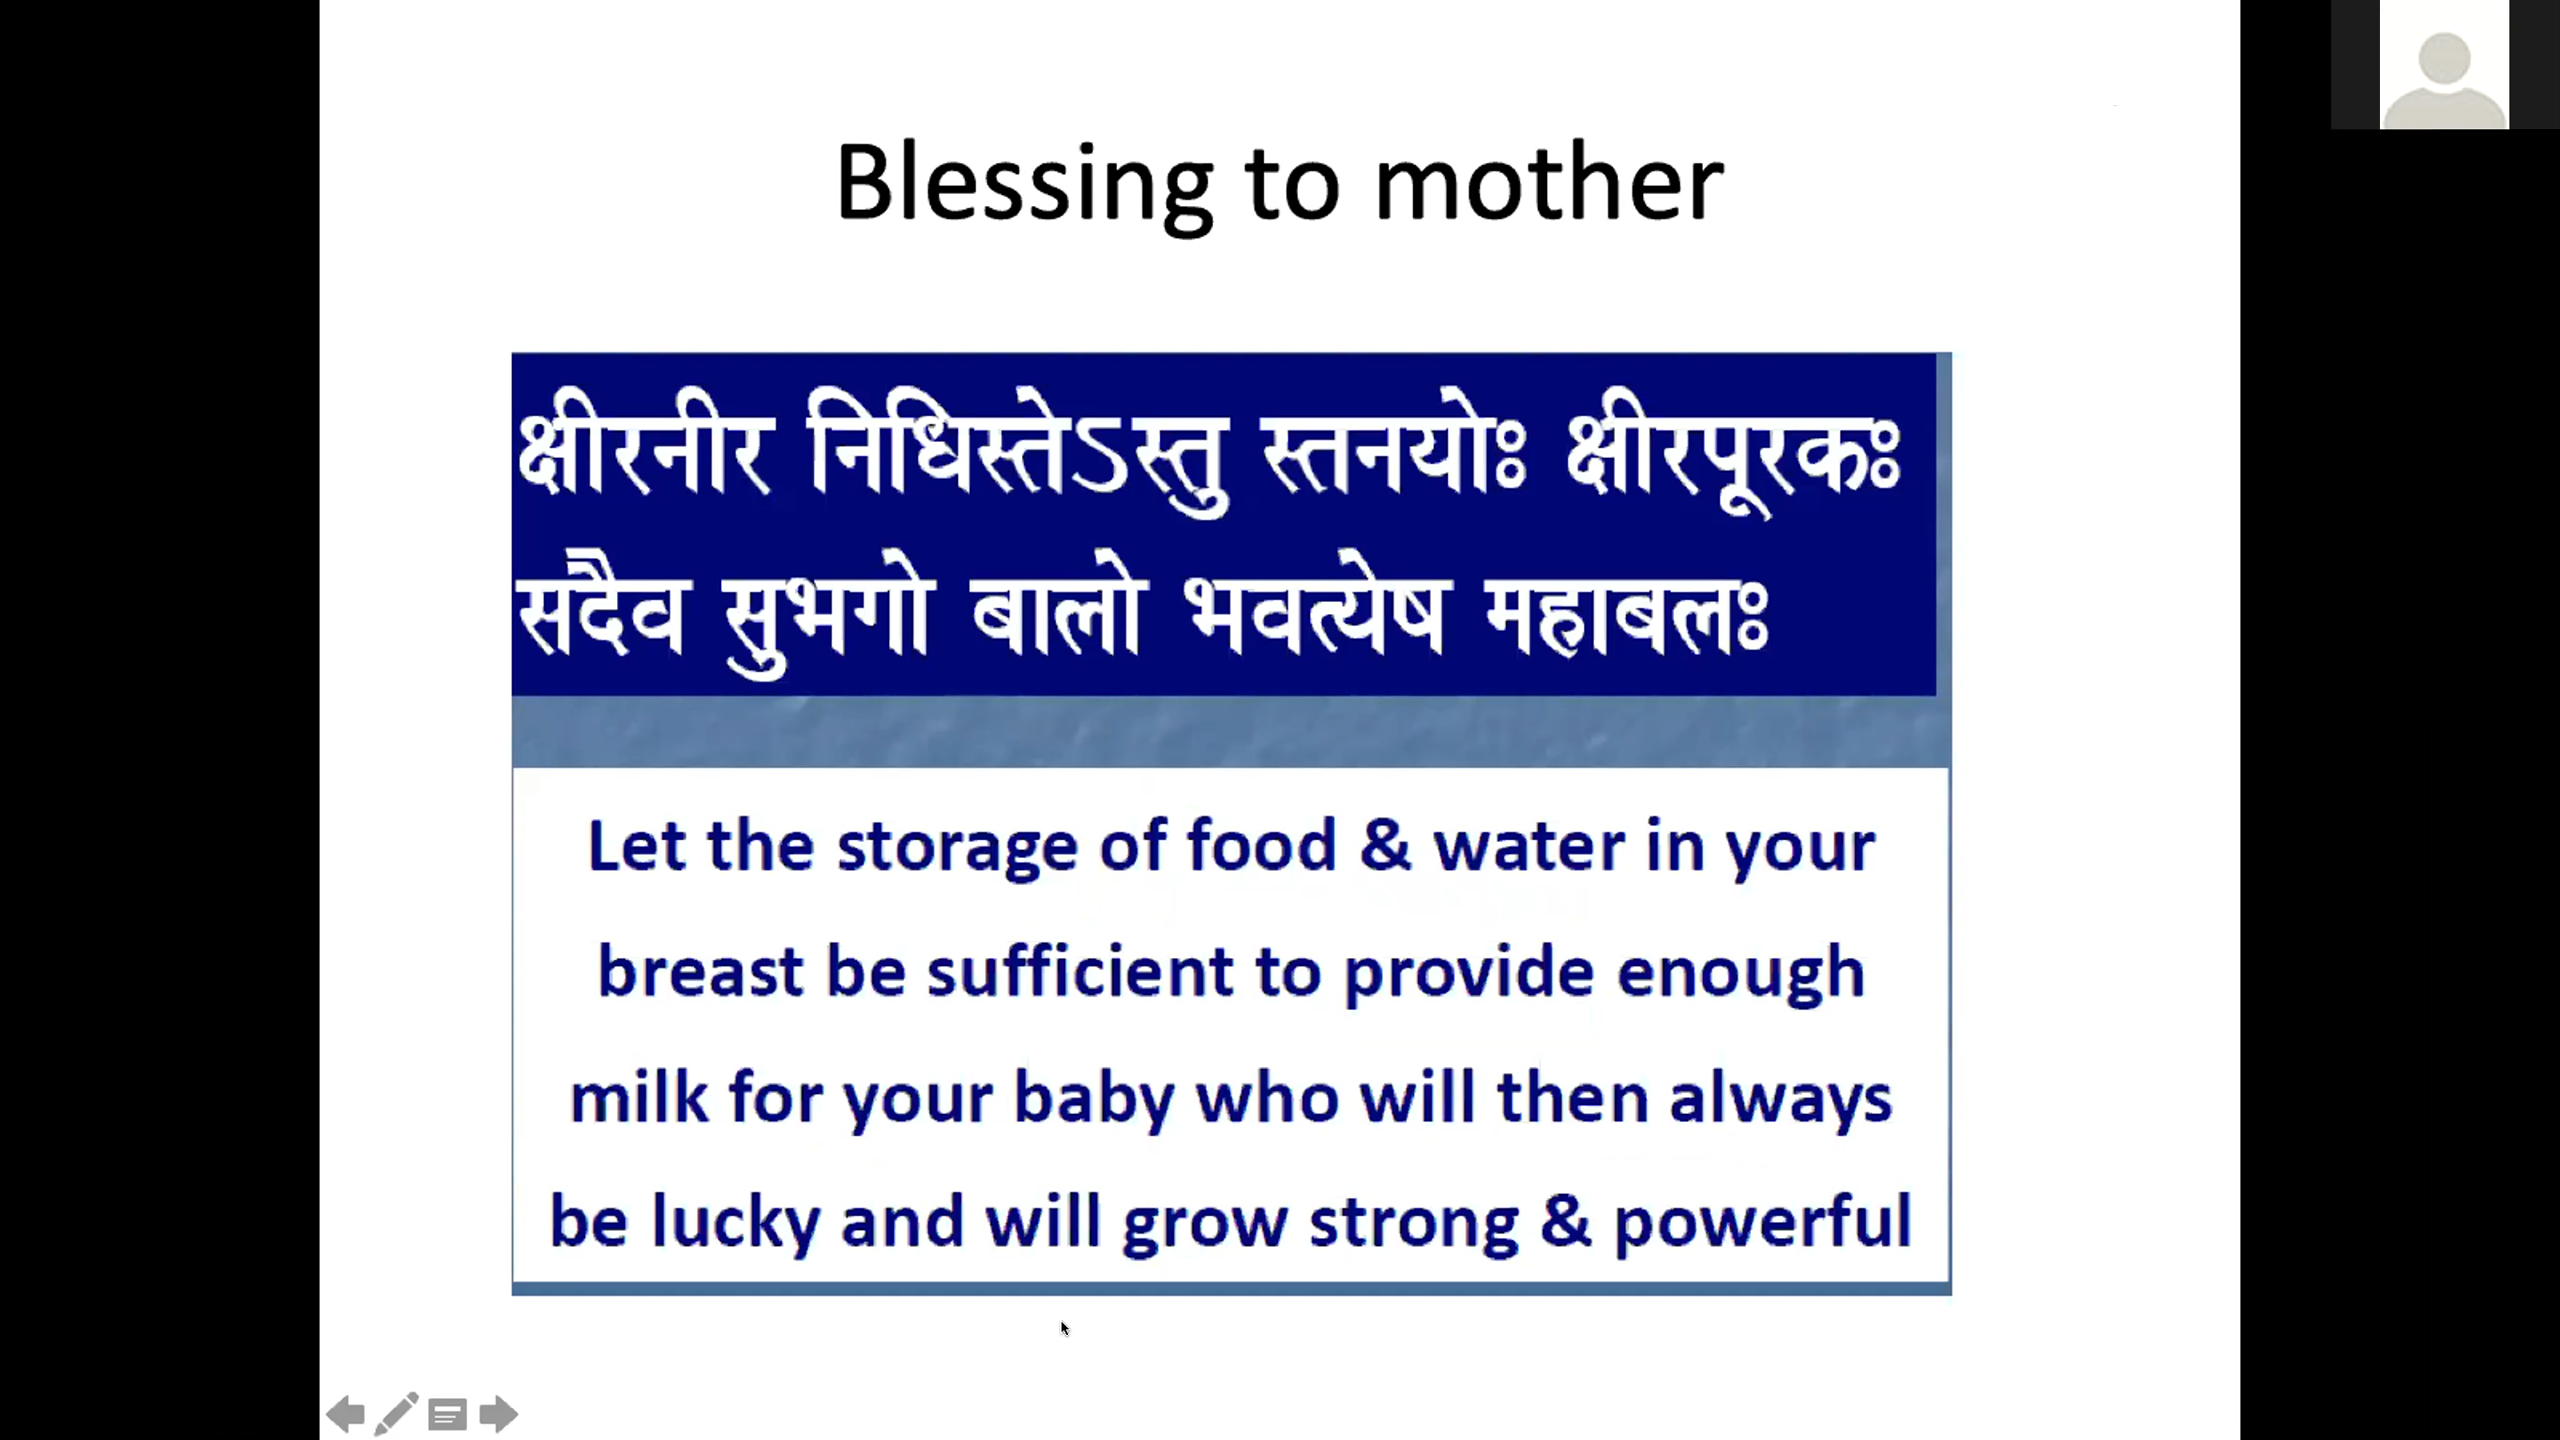 Blessing to mother
क्षीरनीर निधिस्तेऽस्तु स्तनयोः क्षीरपूरकः
सदैव सुभगो बालो भवत्येष महाबलः
Let the storage of food & water in your
breast be sufficient to provide enough
milk for your baby who will then always
be lucky and will grow strong & powerful